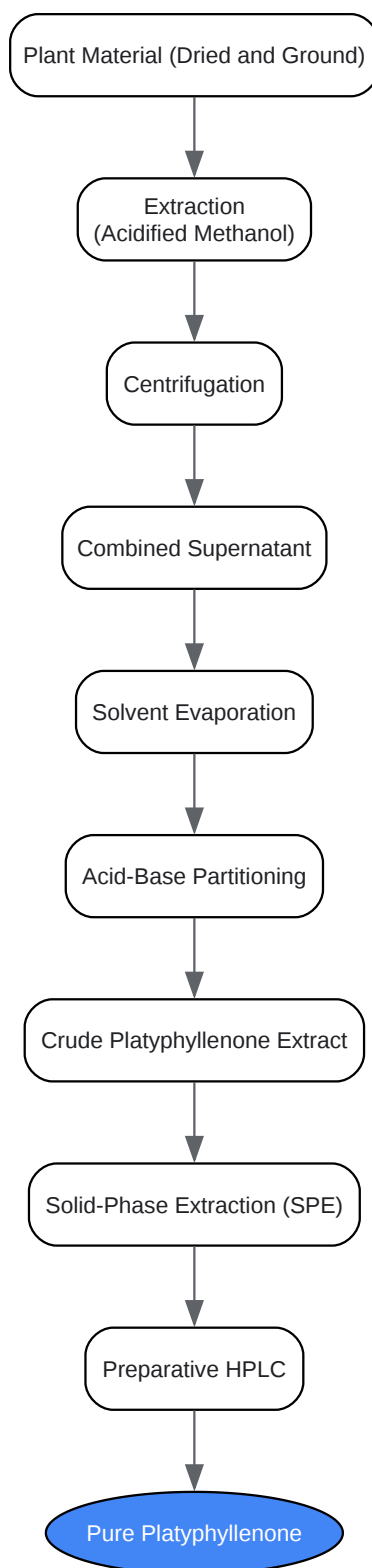 Plant Material (Dried and Ground)
Extraction
(Acidified Methanol)
Centrifugation
Combined Supernatant
Solvent Evaporation
Acid-Base Partitioning
Crude Platyphyllenone Extract
Solid-Phase Extraction (SPE)
Preparative HPLC
Pure Platyphyllenone